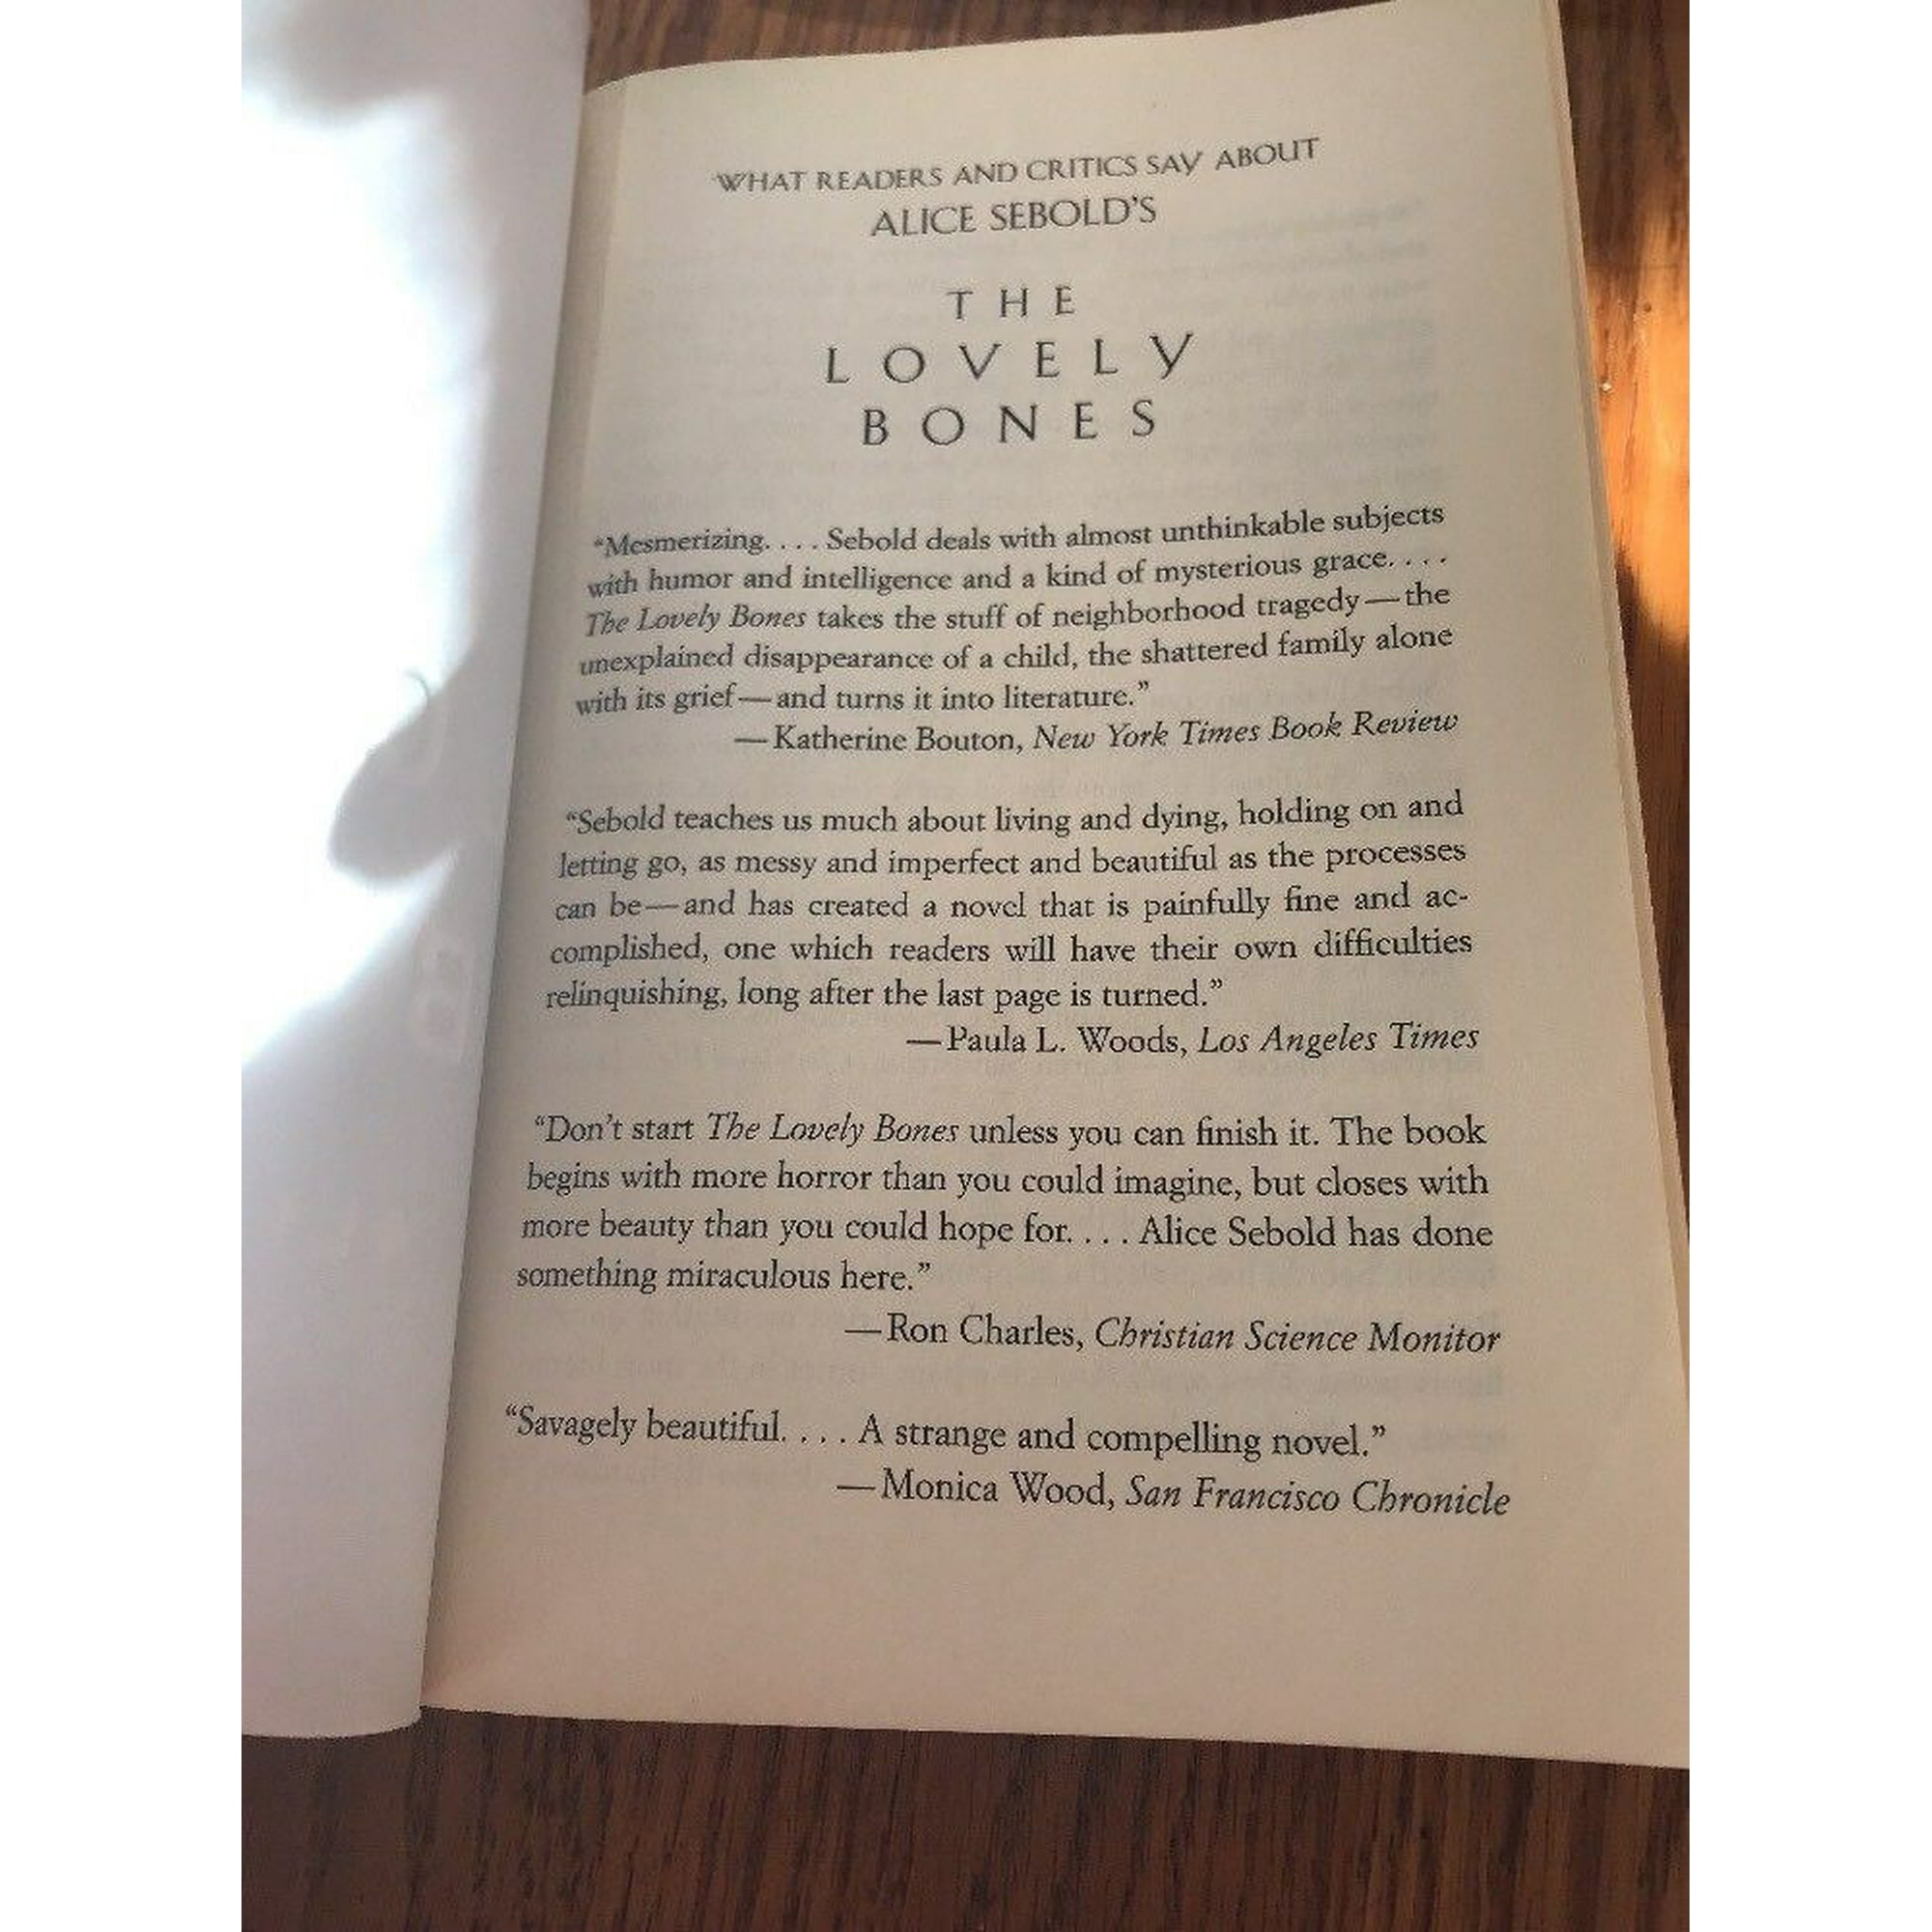 WHAT READERS AND CRITICS SAY ABOUT
ALICE SEBOLD'S
THE
LOVELY
BONES
“Mesmerizing. . . . Sebold deals with almost unthinkable subjects
with humor and intelligence and a kind of mysterious grace. . . .
The Lovely Bones takes the stuff of neighborhood tragedy—the
unexplained disappearance of a child, the shattered family alone
with its grief—and turns it into literature.”
—Katherine Bouton, New York Times Book Review
“Sebold teaches us much about living and dying, holding on and
letting go, as messy and imperfect and beautiful as the processes
can be—and has created a novel that is painfully fine and ac-
complished, one which readers will have their own difficulties
relinquishing, long after the last page is turned.”
—Paula L. Woods, Los Angeles Times
“Don’t start The Lovely Bones unless you can finish it. The book
begins with more horror than you could imagine, but closes with
more beauty than you could hope for. . . . Alice Sebold has done
something miraculous here.”
—Ron Charles, Christian Science Monitor
“Savagely beautiful. . . . A strange and compelling novel.”
—Monica Wood, San Francisco Chronicle